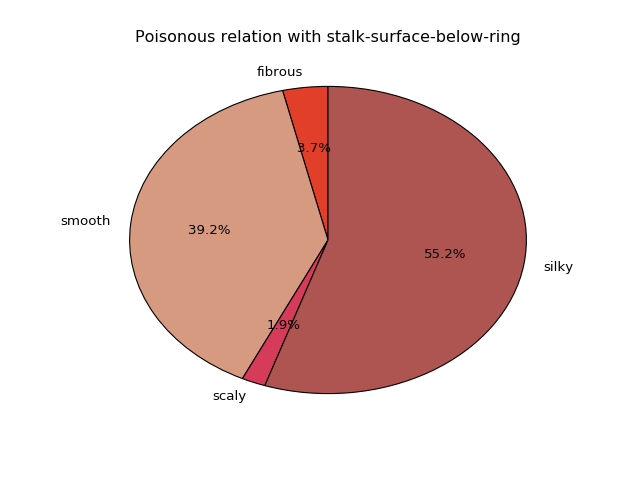 Poisonous relation with stalk-surface-below-ring
fibrous
3.7%
smooth
39.2%
55.2%
silky
1.9%
scaly